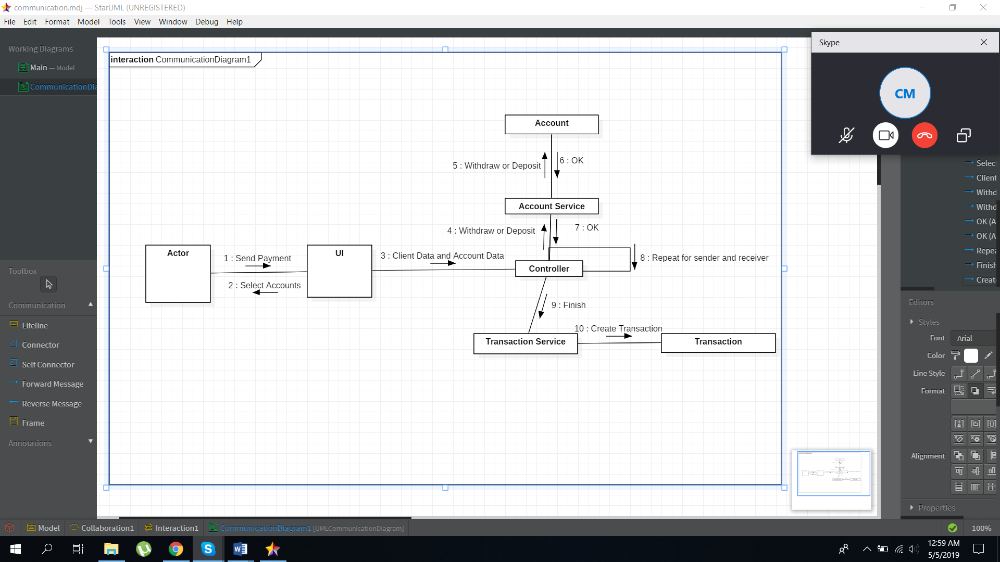 communication.mdj — StarUML (UNREGISTERED)
File Edit Format Model Tools View Window Debug Help
Working Diagrams
Main — Model
CommunicationDia
Toolbox
Communication
Lifeline
Connector
Self Connector
Forward Message
Reverse Message
Frame
Annotations
interaction CommunicationDiagram1
Account
5 : Withdraw or Deposit
6 : OK
Account Service
4 : Withdraw or Deposit
7 : OK
Actor
1 : Send Payment
2 : Select Accounts
UI
3 : Client Data and Account Data
Controller
8 : Repeat for sender and receiver
9 : Finish
Transaction Service
10 : Create Transaction
Transaction
Skype
CM
Select
Client
Withd
Withd
OK (A
OK (A
Repea
Finish
Create
Editors
Styles
Font Arial
Color
Line Style
Format
Alignment
Properties
Model Collaboration1 Interaction1 CommunicationDiagram1 [UMLCommunicationDiagram]
100%
12:59 AM
5/5/2019